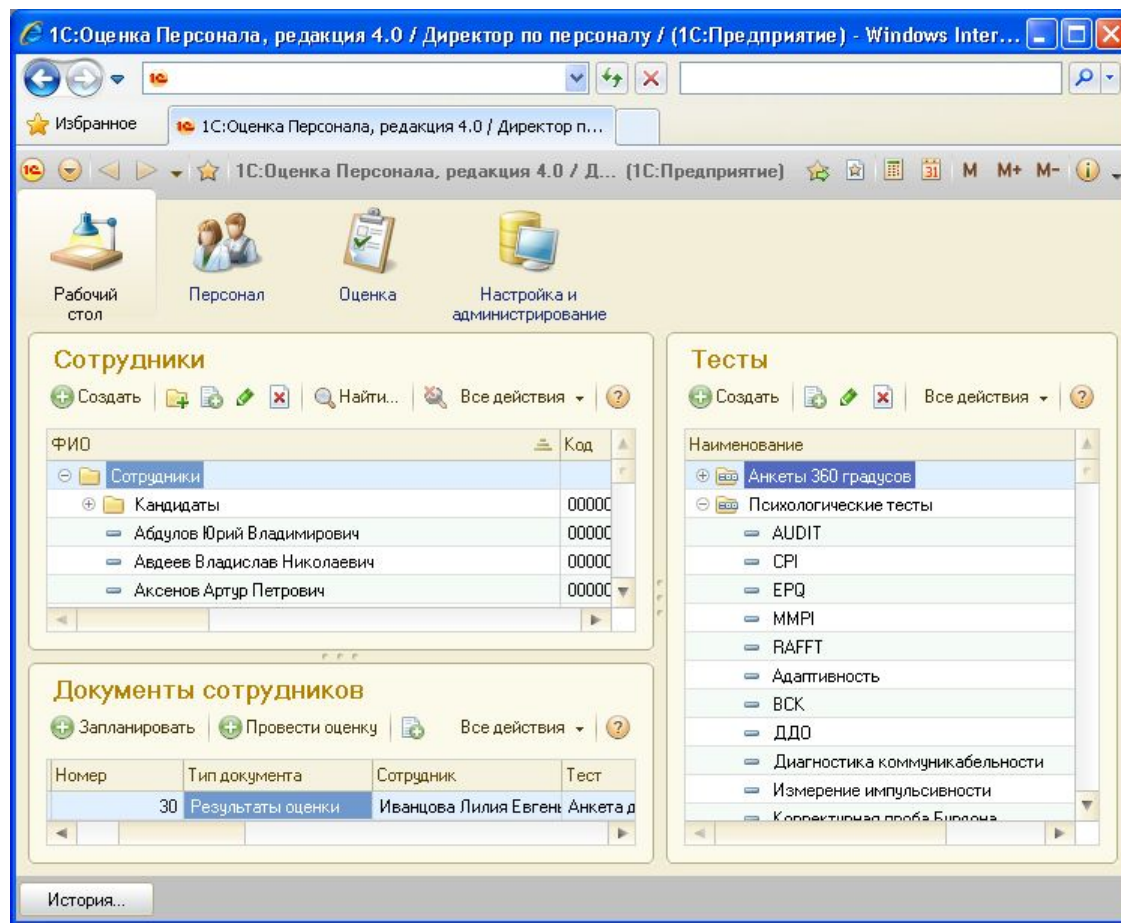 1С:Оценка Персонала, редакция 4.0 / Директор по персоналу / (1С:Предприятие) - Windows Inter...
Избранное
1С:Оценка Персонала, редакция 4.0 / Директор п...
1С:Оценка Персонала, редакция 4.0 / Д... (1С:Предприятие)
31 M M+ M-
Рабочий стол
Персонал
Оценка
Настройка и администрирование
Сотрудники
Создать Найти... Все действия
ФИО Код
Сотрудники
Кандидаты 00000
Абдулов Юрий Владимирович 00000
Авдеев Владислав Николаевич 00000
Аксенов Артур Петрович 00000
Документы сотрудников
Запланировать Провести оценку Все действия
Номер Тип документа Сотрудник Тест
30 Результаты оценки Иванцова Лилия Евгень Анкета д
Тесты
Создать Все действия
Наименование
Анкеты 360 градусов
Психологические тесты
AUDIT
CPI
EPQ
MMPI
RAFFT
Адаптивность
ВСК
ДДО
Диагностика коммуникабельности
Измерение импульсивности
Корректурная проба Бурдона
История...